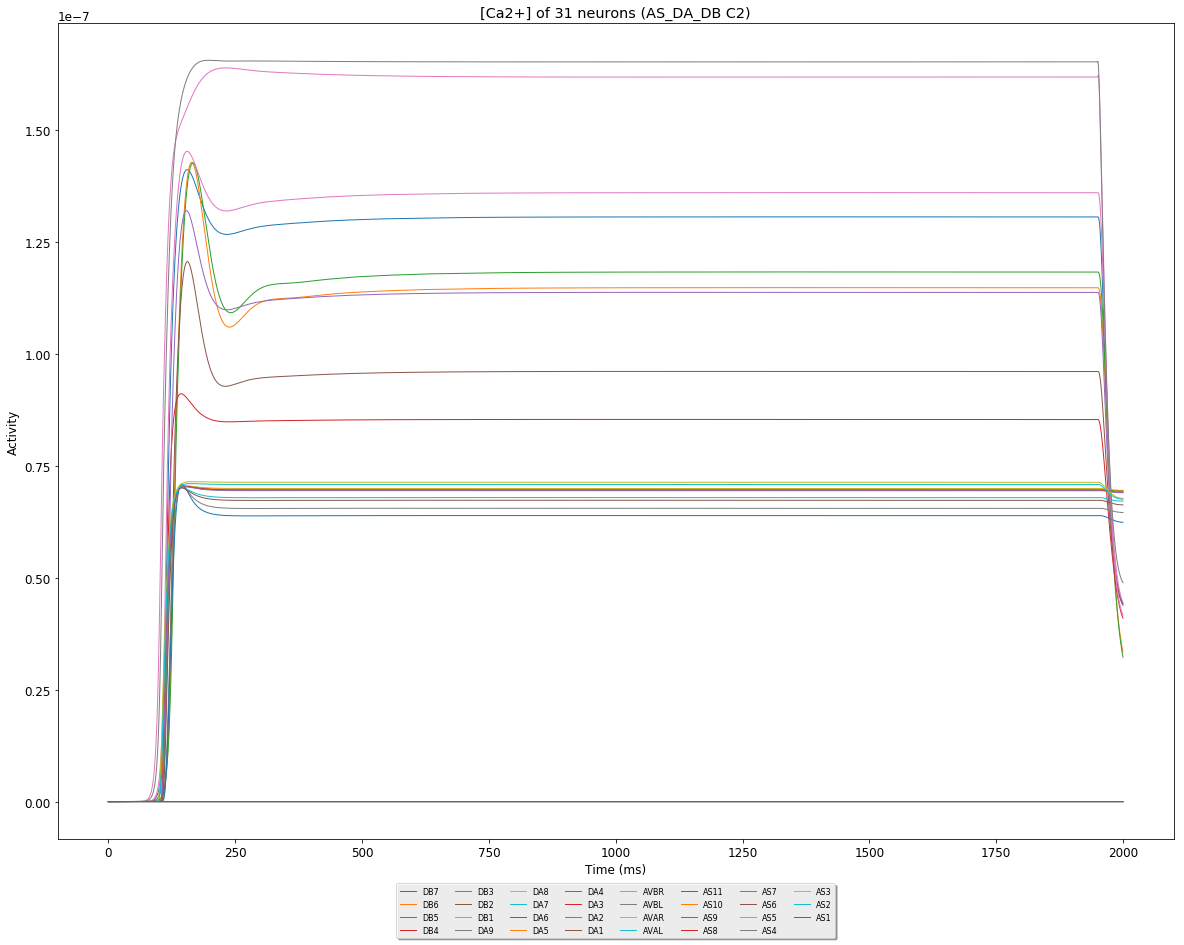 [Ca2+] of 31 neurons (AS_DA_DB C2)
1e−7
1.50
1.25
1.00
0.75
0.50
0.25
0.00
Activity
0 250 500 750 1000 1250 1500 1750 2000
Time (ms)
DB7 DB3 DA8 DA4 AVBR AS11 AS7 AS3
DB6 DB2 DA7 DA3 AVBL AS10 AS6 AS2
DB5 DB1 DA6 DA2 AVAR AS9 AS5 AS1
DB4 DA9 DA5 DA1 AVAL AS8 AS4